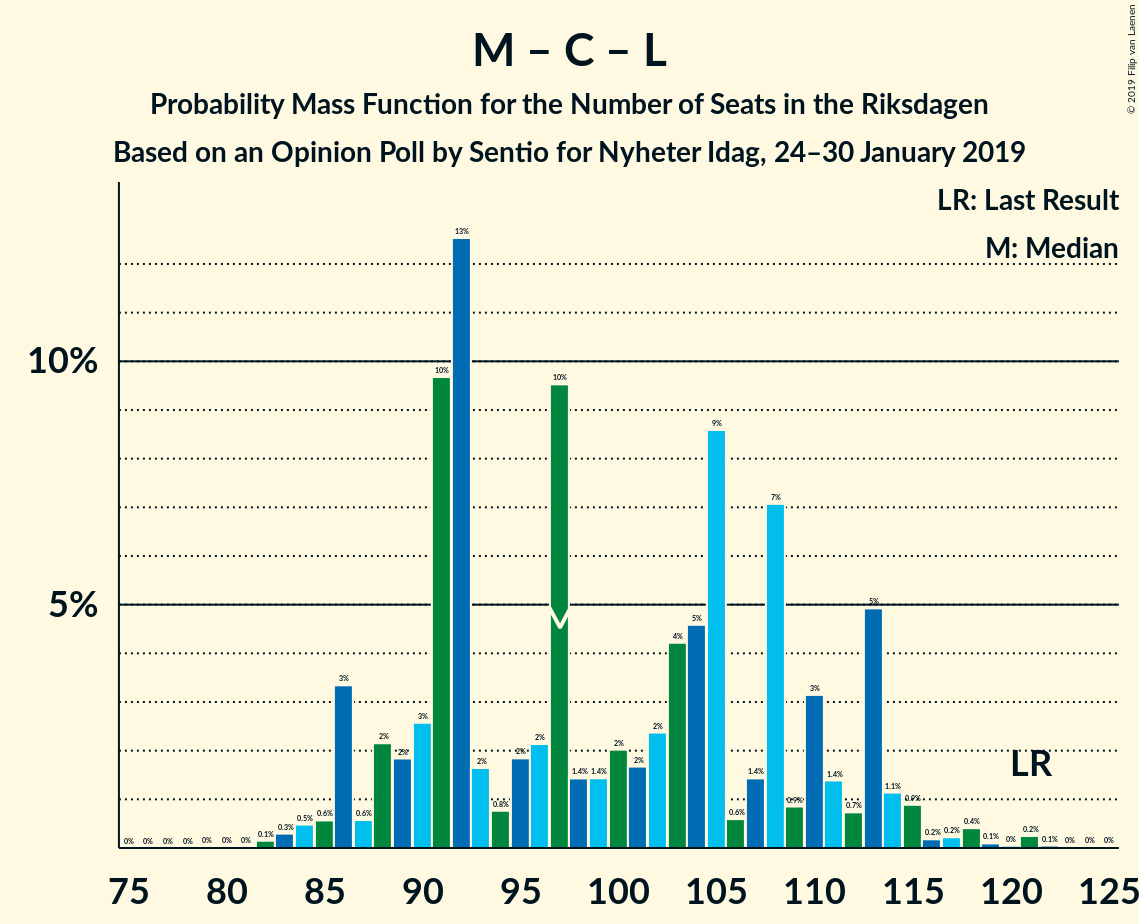 M – C – L
Probability Mass Function for the Number of Seats in the Riksdagen
Based on an Opinion Poll by Sentio for Nyheter Idag, 24–30 January 2019
© 2019 Filip van Laenen
LR: Last Result
M: Median
10%
5%
0% 0% 0% 0% 0% 0% 0% 0.1% 0.3% 0.5% 0.6% 3% 0.6% 2% 2% 3% 10% 13% 2% 0.8% 2% 2% 10% 1.4% 1.4% 2% 2% 2% 4% 5% 9% 0.6% 1.4% 7% 0.9% 3% 1.4% 0.7% 5% 1.1% 0.9% 0.2% 0.2% 0.4% 0.1% 0% 0.2% 0.1% 0% 0% 0%
LR
75 80 85 90 95 100 105 110 115 120 125